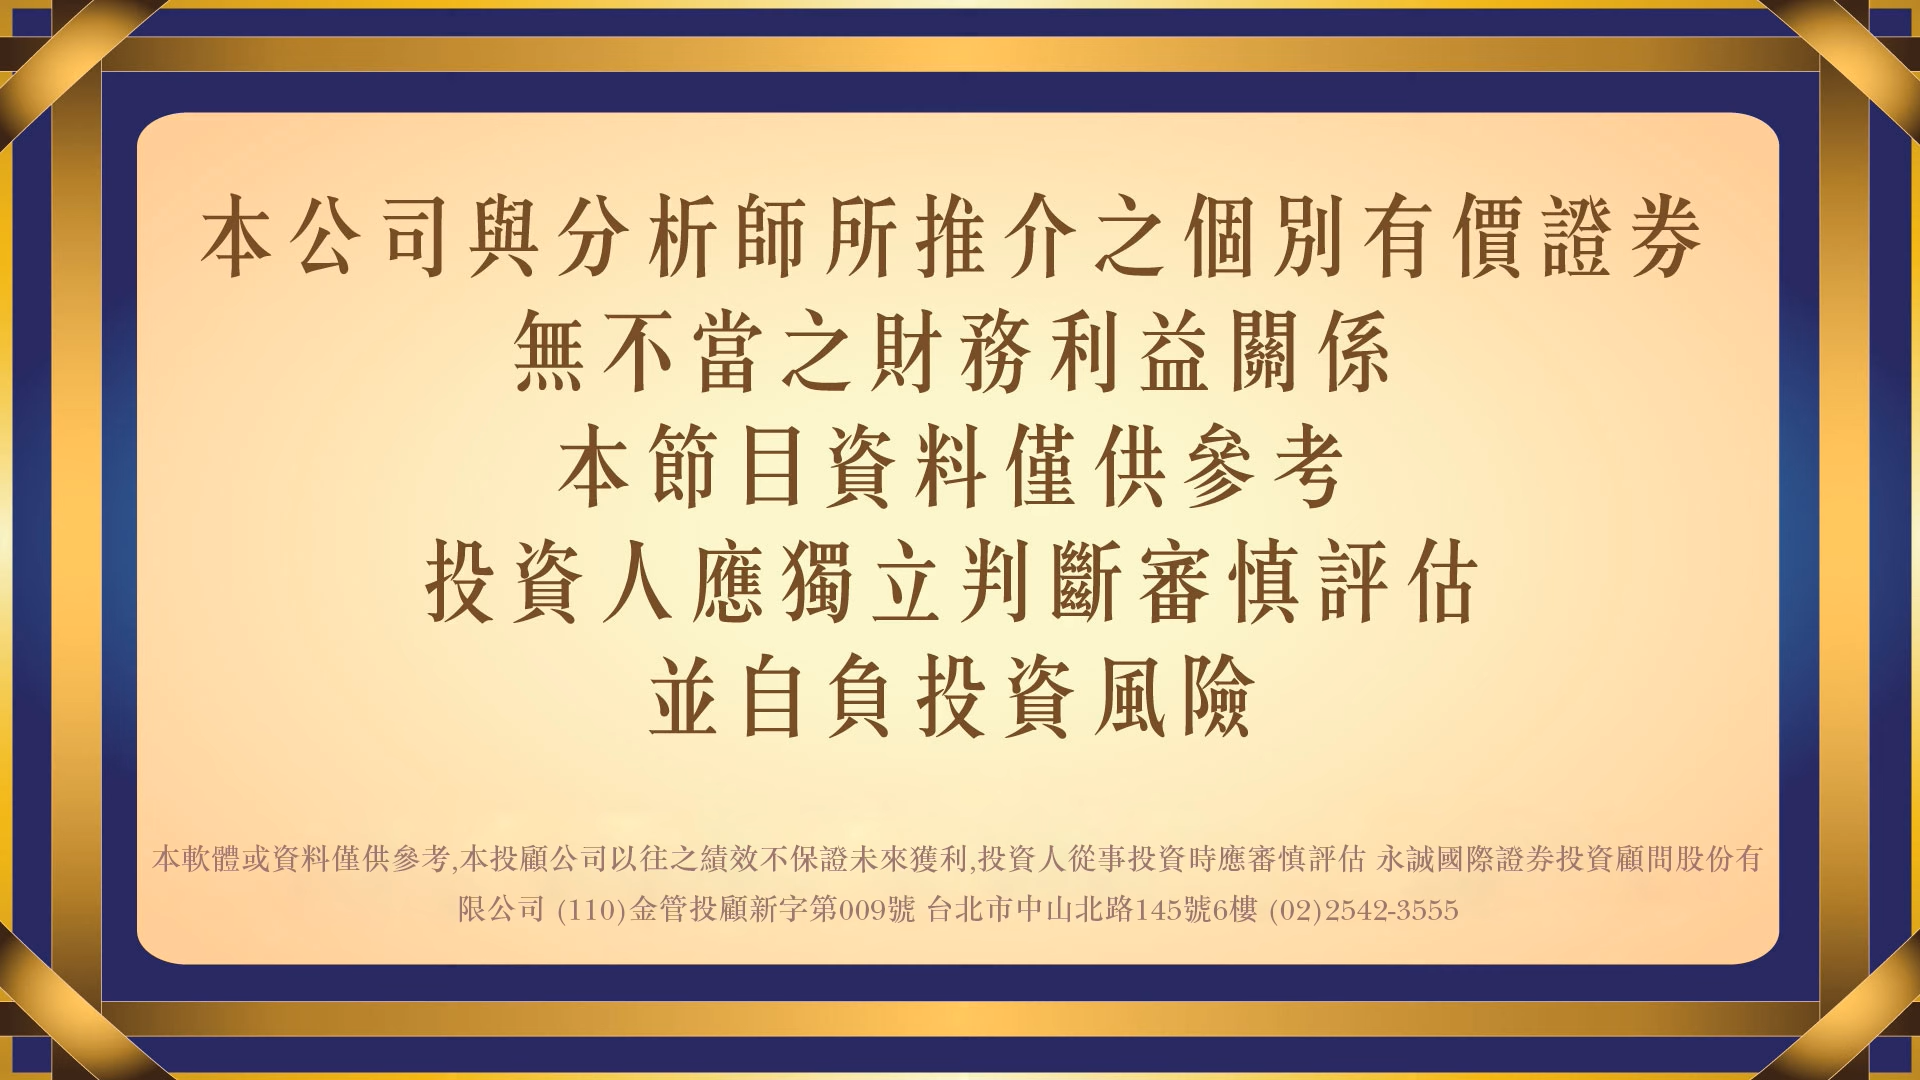 本公司與分析師所推介之個別有價證券
無不當之財務利益關係
本節目資料僅供參考
投資人應獨立判斷審慎評估
並自負投資風險
本軟體或資料僅供參考,本投顧公司以往之績效不保證未來獲利,投資人從事投資時應審慎評估 永誠國際證券投資顧問股份有
限公司 (110)金管投顧新字第009號 台北市中山北路145號6樓 (02)2542-3555